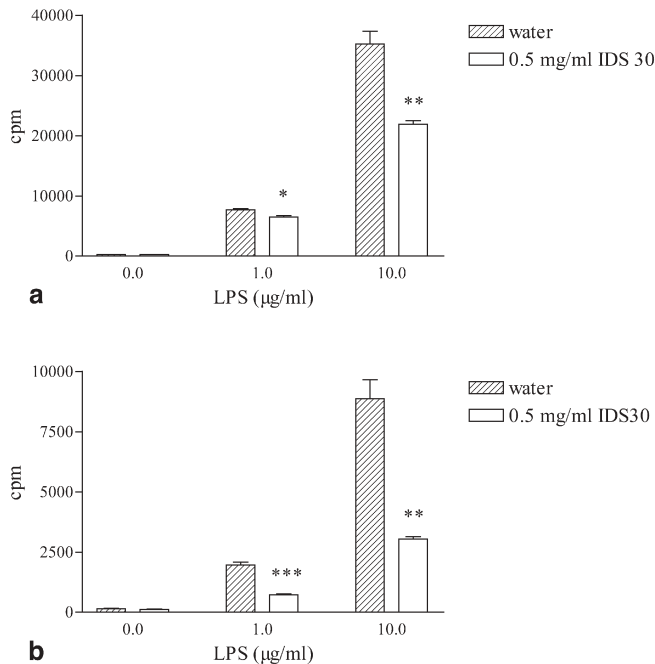 40000
30000
20000
10000
0
cpm
*
**
0.0
1.0
10.0
LPS (μg/ml)
water
0.5 mg/ml IDS 30
a
10000
7500
5000
2500
0
cpm
***
**
0.0
1.0
10.0
LPS (μg/ml)
water
0.5 mg/ml IDS30
b